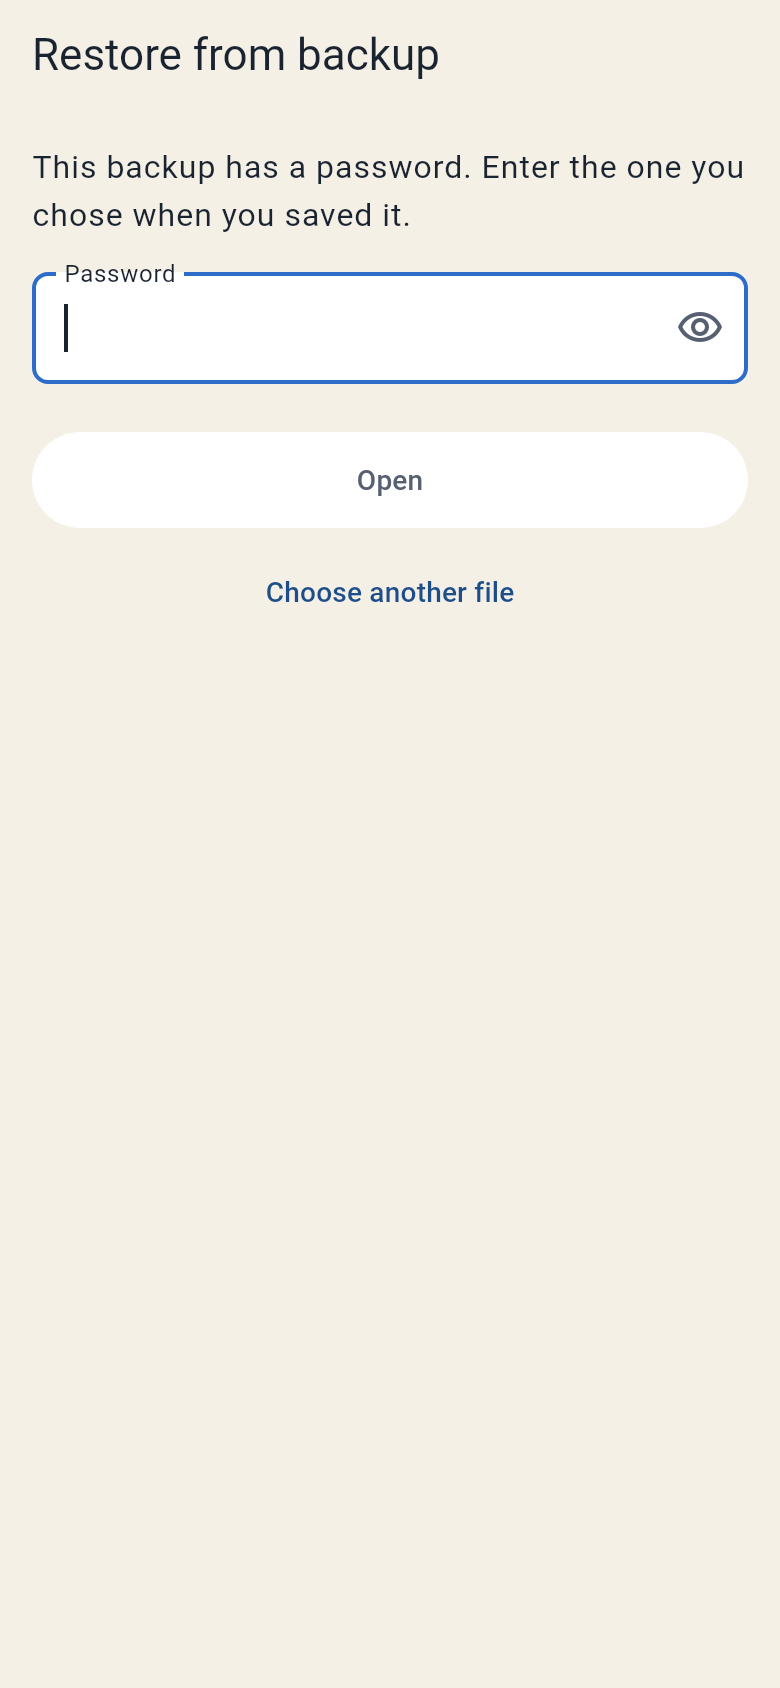 Restore from backup
This backup has a password. Enter the one you
chose when you saved it.
Password
Open
Choose another file